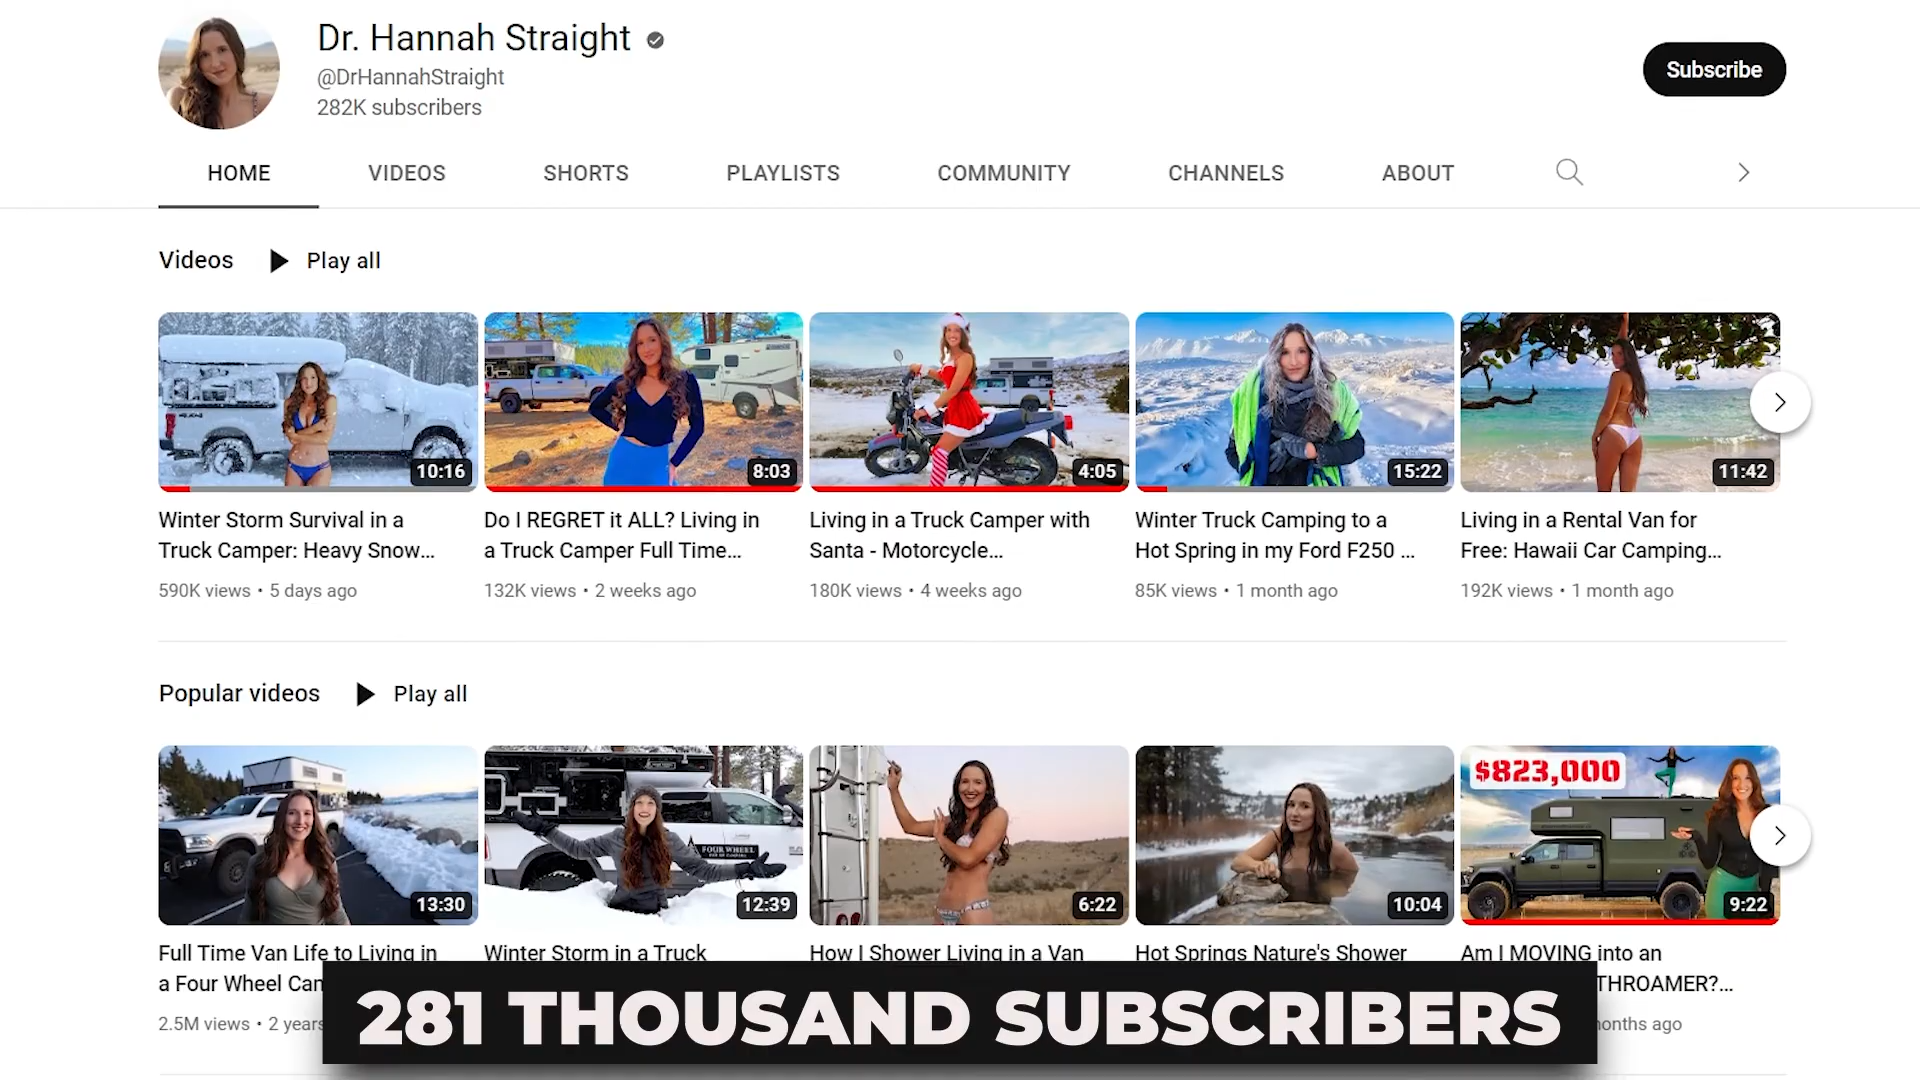 Dr. Hannah Straight
@DrHannahStraight
282K subscribers
Subscribe
HOME VIDEOS SHORTS PLAYLISTS COMMUNITY CHANNELS ABOUT
Videos Play all
10:16 8:03 4:05 15:22 11:42
Winter Storm Survival in a Truck Camper: Heavy Snow...
590K views • 5 days ago
Do I REGRET it ALL? Living in a Truck Camper Full Time...
132K views • 2 weeks ago
Living in a Truck Camper with Santa - Motorcycle...
180K views • 4 weeks ago
Winter Truck Camping to a Hot Spring in my Ford F250 ...
85K views • 1 month ago
Living in a Rental Van for Free: Hawaii Car Camping...
192K views • 1 month ago
Popular videos Play all
FOUR WHEEL
$823,000
13:30 12:39 6:22 10:04 9:22
Full Time Van Life to Living in
a Four Wheel Cam
2.5M views • 2 years
Winter Storm in a Truck
How I Shower Living in a Van
Hot Springs Nature's Shower
Am I MOVING into an
THROAMER?...
months ago
281 THOUSAND SUBSCRIBERS